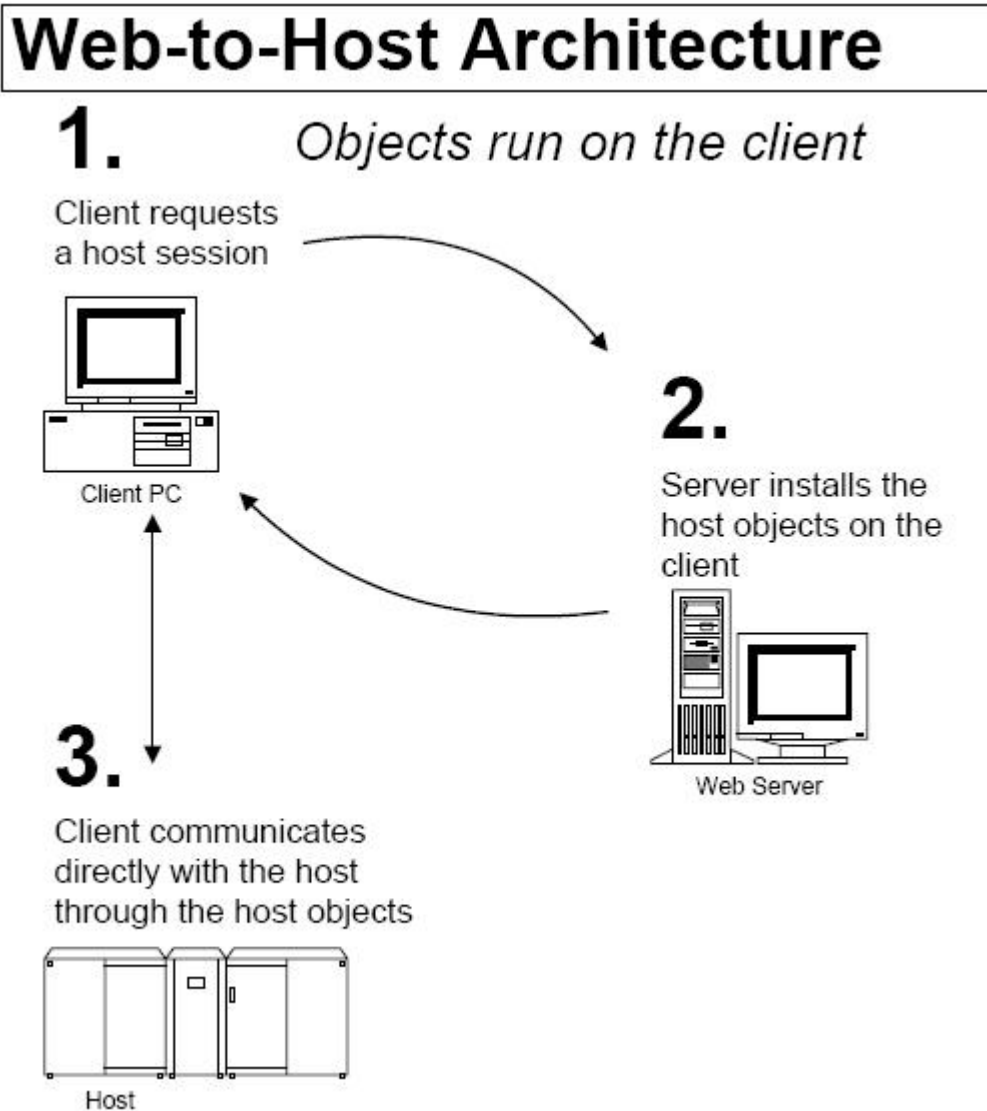 Web-to-Host Architecture
1.
Objects run on the client
Client requests
a host session
Client PC
2.
Server installs the
host objects on the
client
Web Server
3.
Client communicates
directly with the host
through the host objects
Host